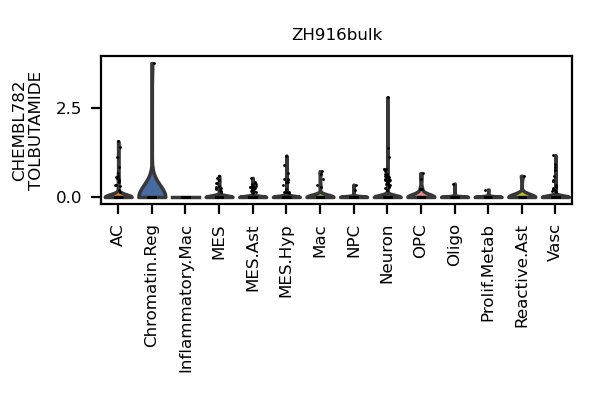 ZH916bulk
CHEMBL782
TOLBUTAMIDE
2.5
0.0
AC
Chromatin.Reg
Inflammatory.Mac
MES
MES.Ast
MES.Hyp
Mac
NPC
Neuron
OPC
Oligo
Prolif.Metab
Reactive.Ast
Vasc